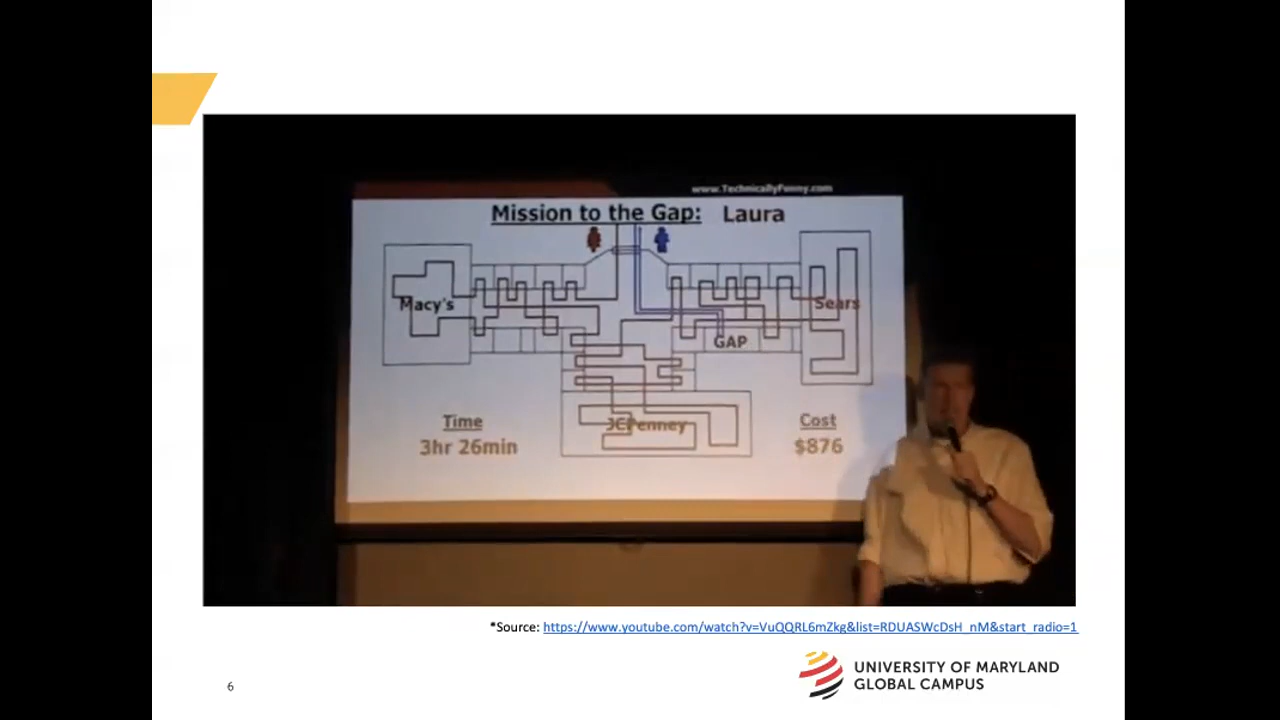 www.TechnicallyFunny.com
Mission to the Gap: Laura
Macy's
Sears
GAP
JCPenney
Time
3hr 26min
Cost
$876
*Source: https://www.youtube.com/watch?v=VuQQRL6mZkg&list=RDUASWcDsH_nM&start_radio=1
6
UNIVERSITY OF MARYLAND
GLOBAL CAMPUS